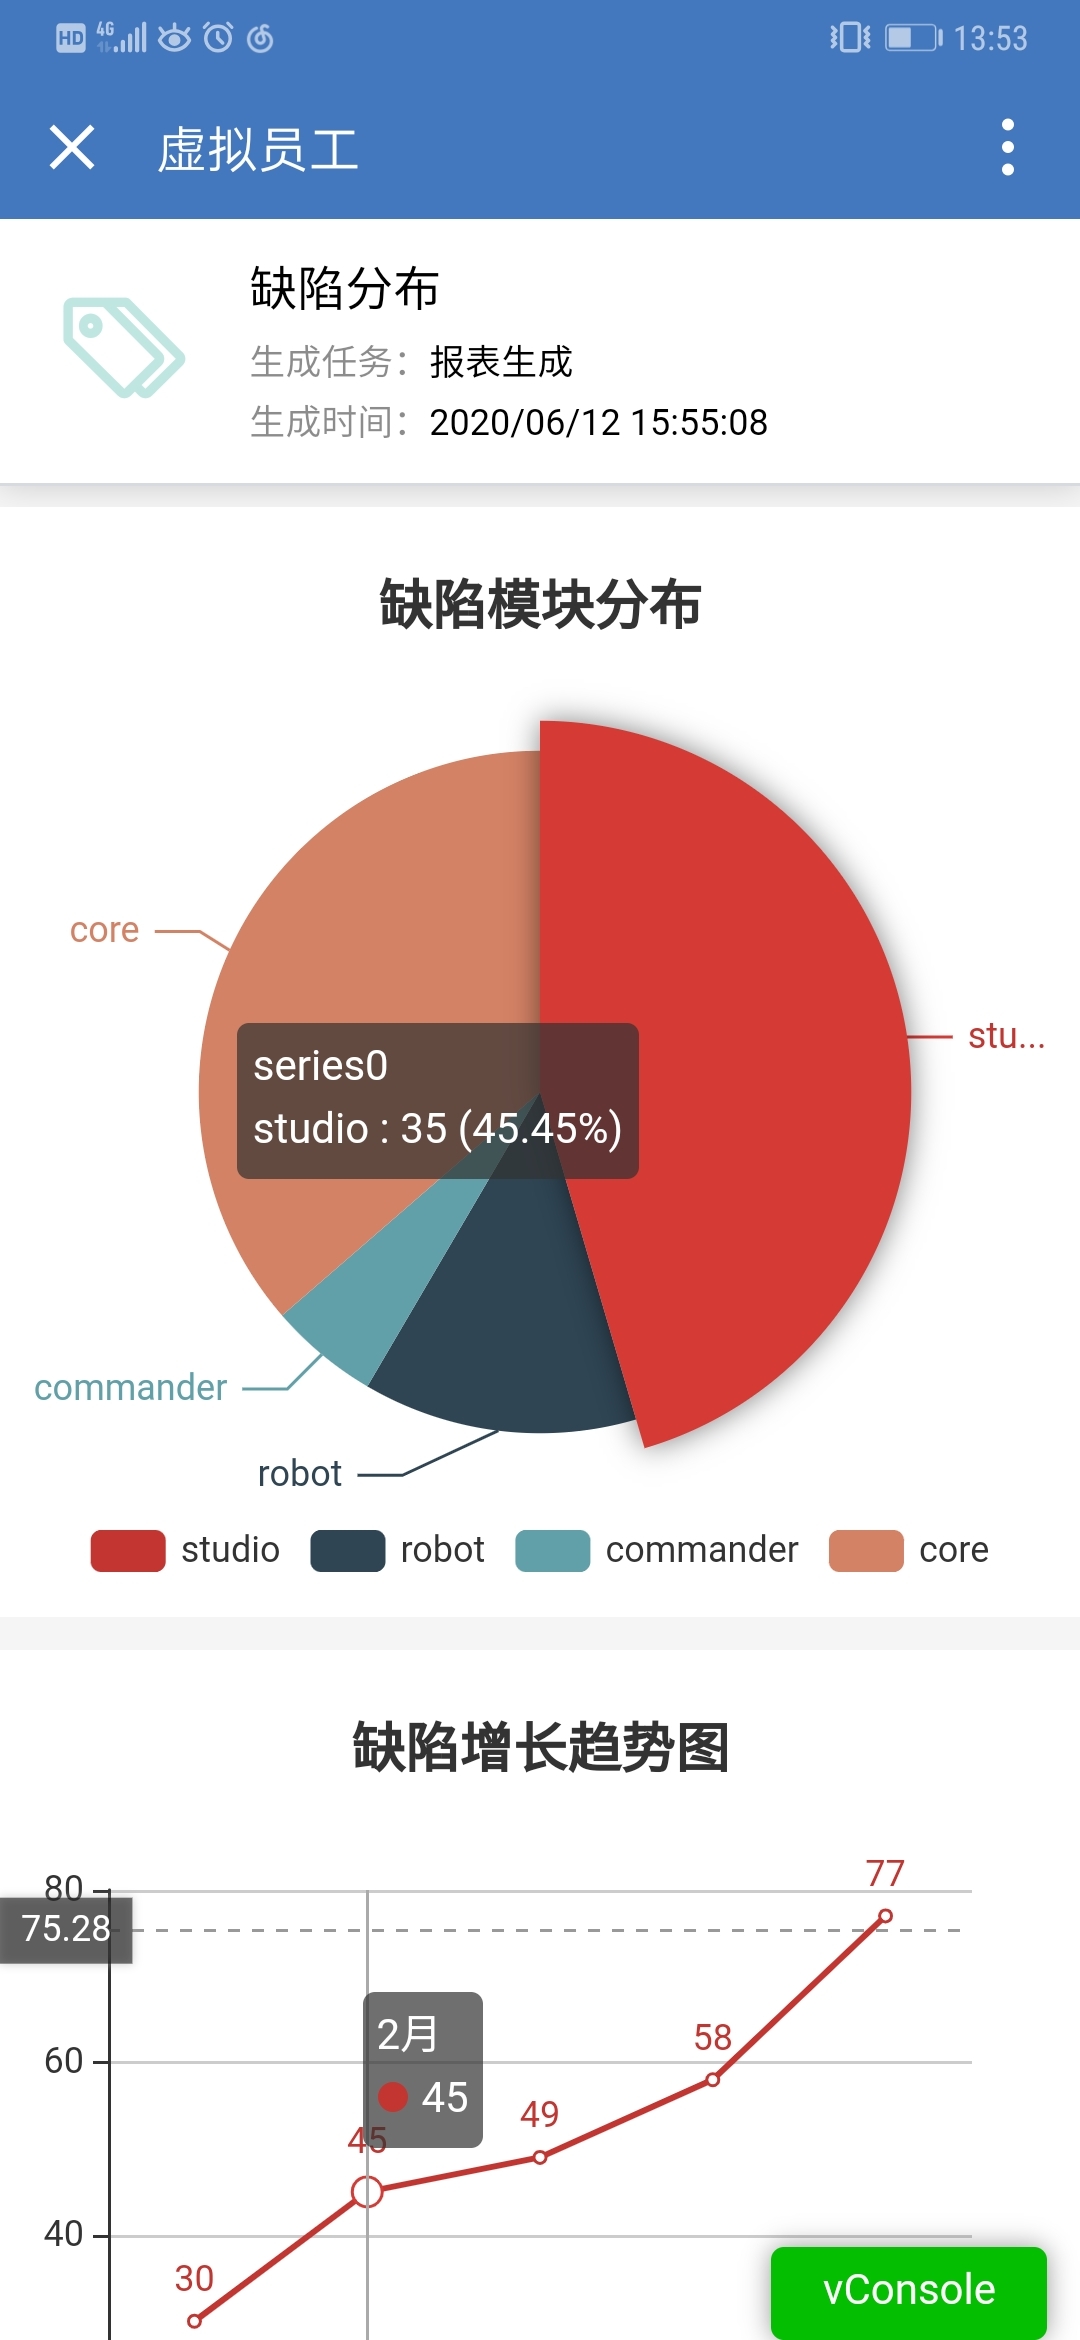 HD 4G 13:53
虚拟员工
缺陷分布
生成任务：报表生成
生成时间：2020/06/12 15:55:08
缺陷模块分布
core
stu...
series0
studio : 35 (45.45%)
commander
robot
studio robot commander core
缺陷增长趋势图
77
80
75.28
2月
58
60
45
49
45
40
30
vConsole